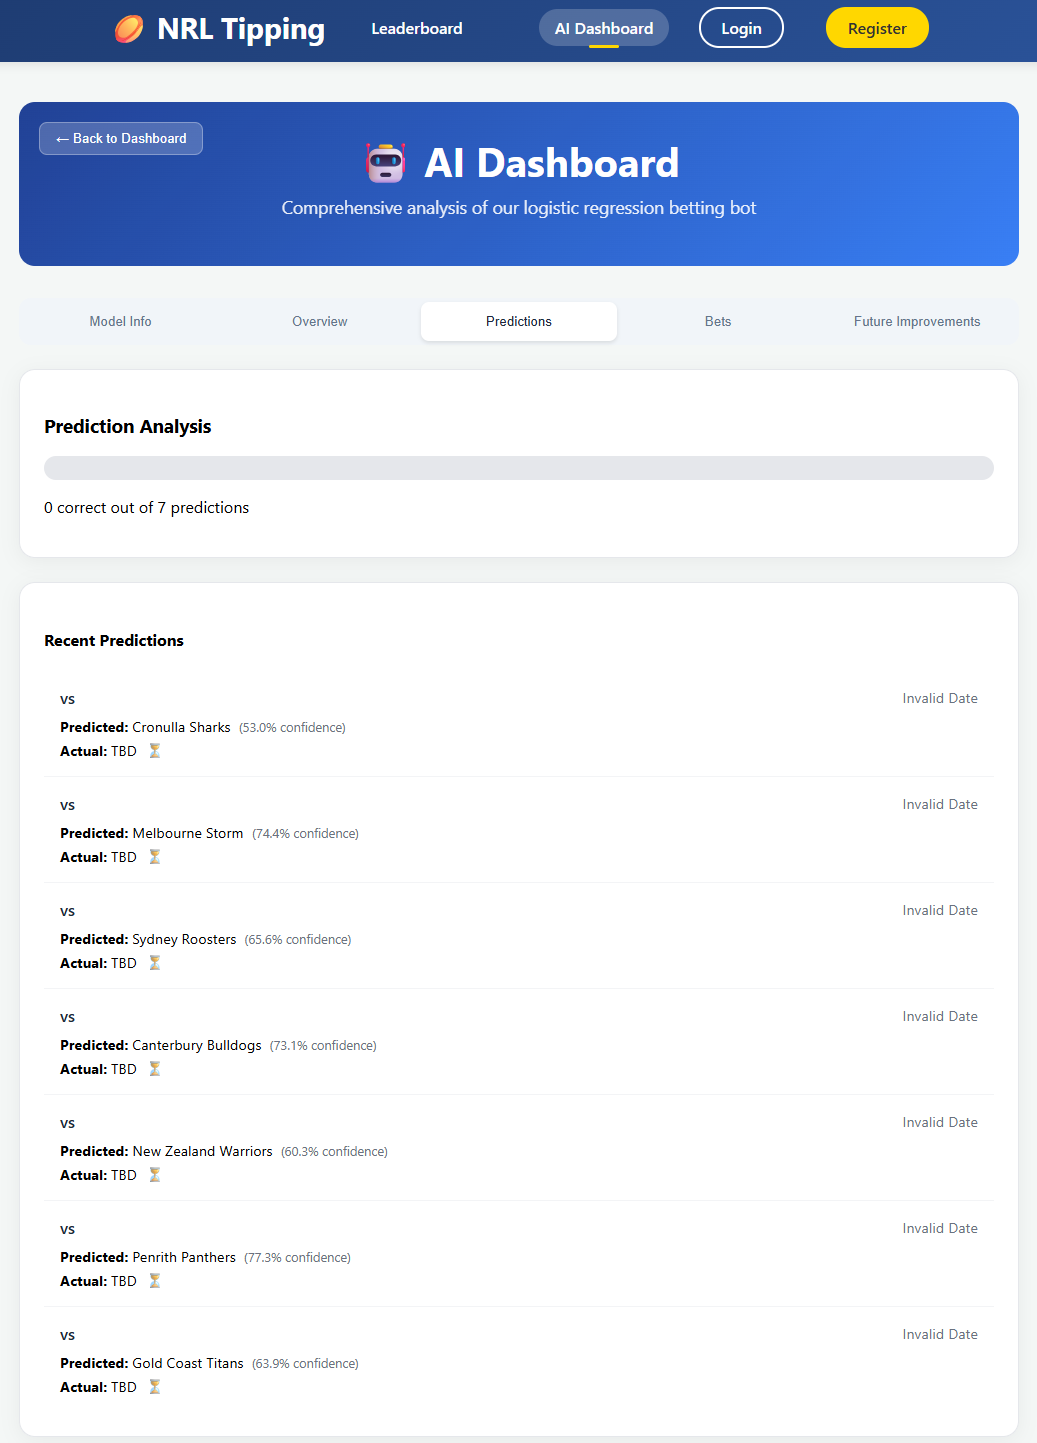 NRL Tipping
Leaderboard
AI Dashboard
Login
Register
← Back to Dashboard
AI Dashboard
Comprehensive analysis of our logistic regression betting bot
Model Info
Overview
Predictions
Bets
Future Improvements
Prediction Analysis
0 correct out of 7 predictions
Recent Predictions
vs
Invalid Date
Predicted: Cronulla Sharks (53.0% confidence)
Actual: TBD
vs
Invalid Date
Predicted: Melbourne Storm (74.4% confidence)
Actual: TBD
vs
Invalid Date
Predicted: Sydney Roosters (65.6% confidence)
Actual: TBD
vs
Invalid Date
Predicted: Canterbury Bulldogs (73.1% confidence)
Actual: TBD
vs
Invalid Date
Predicted: New Zealand Warriors (60.3% confidence)
Actual: TBD
vs
Invalid Date
Predicted: Penrith Panthers (77.3% confidence)
Actual: TBD
vs
Invalid Date
Predicted: Gold Coast Titans (63.9% confidence)
Actual: TBD